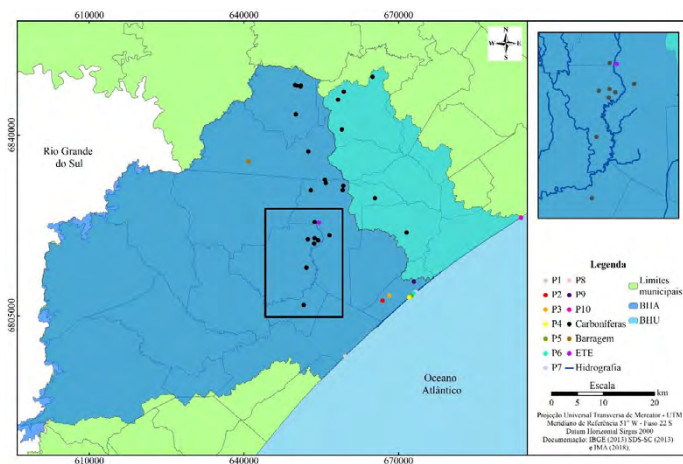 610000 640000 670000
N
W E
S
6840000
Rio Grande
do Sul
6805000
Oceano
Atlântico
610000 640000 670000
Legenda
P1 P8
P2 P9
P3 P10
P4 Carboníferas
P5 Barragem
P6 ETE
P7 Hidrografia
Limites
municipais
BHA
BHU
Escala
0 5 10 20
km
Projeção Universal Transversa de Mercator - UTM
Meridiano de Referência 51° W - Fuso 22 S
Datum Horizontal Sirgas 2000
Documentação: IBGE (2013) SDS-SC (2013)
e IMA (2018).